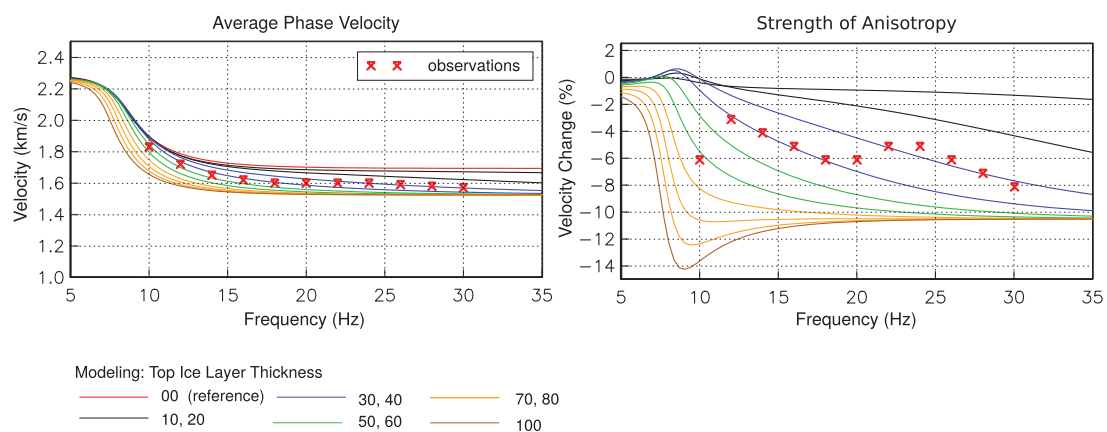 Average Phase Velocity
Strength of Anisotropy
2.4
2.2
2.0
1.8
1.6
1.4
1.2
1.0
Velocity (km/s)
observations
5 10 15 20 25 30 35
Frequency (Hz)
2
0
−2
−4
−6
−8
−10
−12
−14
Velocity Change (%)
5 10 15 20 25 30 35
Frequency (Hz)
Modeling: Top Ice Layer Thickness
00 (reference)
10, 20
30, 40
50, 60
70, 80
100